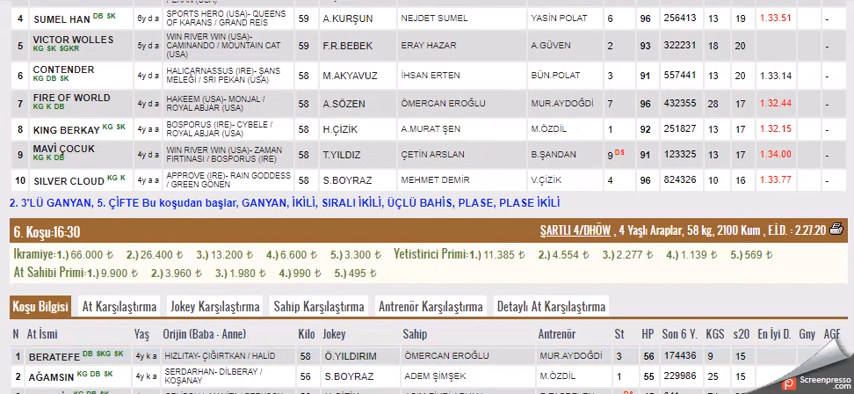 4 SUMEL HAN DB SK 6y d a SPORTS HERO (USA)- QUEENS OF KARANS / GRAND REIS 59 A.KURŞUN NEJDET SUMEL YASİN POLAT 6 96 256413 13 19 1.33.51 -
5 VICTOR WOLLES KG SK SGKR 5y d a WIN RIVER WIN (USA)- CAMINANDO / MOUNTAIN CAT (USA) 59 F.R.BEBEK ERAY HAZAR A.GÜVEN 2 93 322231 18 20 -
6 CONTENDER KG DB SK 4y d a HALICARNASSUS (IRE)- ŞANS MELEĞİ / SRI PEKAN (USA) 58 M.AKYAVUZ İHSAN ERTEN BÜN.POLAT 3 91 557441 13 20 1.33.14 -
7 FIRE OF WORLD KG K DB 4y d a HAKEEM (USA)- MONJAL / ROYAL ABJAR (USA) 58 A.SÖZEN ÖMERCAN EROĞLU MUR.AYDOĞDİ 7 96 432355 28 17 1.32.44 -
8 KING BERKAY KG SK 4y a a BOSPORUS (IRE)- CYBELE / ROYAL ABJAR (USA) 58 H.ÇİZİK A.MURAT ŞEN M.ÖZDİL 1 92 251827 13 17 1.32.15 -
9 MAVİ ÇOCUK KG K DB 4y d a WIN RIVER WIN (USA)- ZAMAN FIRTINASI / BOSPORUS (IRE) 58 T.YILDIZ ÇETİN ARSLAN B.ŞANDAN 9 DS 91 123325 13 17 1.34.00 -
10 SILVER CLOUD KG K 4y a a APPROVE (IRE)- RAIN GODDESS / GREEN GÖNEN 58 S.BOYRAZ MEHMET DEMİR V.ÇİZİK 4 96 824326 10 16 1.33.77 -
2. 3'LÜ GANYAN, 5. ÇİFTE Bu koşudan başlar, GANYAN, İKİLİ, SIRALI İKİLİ, ÜÇLÜ BAHİS, PLASE, PLASE İKİLİ
6. Koşu:16:30 ŞARTLI 4/DHÖW , 4 Yaşlı Araplar, 58 kg, 2100 Kum , E.İ.D. : 2.27.20
İkramiye: 1.) 66.000 ₺ 2.) 26.400 ₺ 3.) 13.200 ₺ 4.) 6.600 ₺ 5.) 3.300 ₺ Yetistirici Primi: 1.) 11.385 ₺ 2.) 4.554 ₺ 3.) 2.277 ₺ 4.) 1.139 ₺ 5.) 569 ₺
At Sahibi Primi: 1.) 9.900 ₺ 2.) 3.960 ₺ 3.) 1.980 ₺ 4.) 990 ₺ 5.) 495 ₺
Koşu Bilgisi At Karşılaştırma Jokey Karşılaştırma Sahip Karşılaştırma Antrenör Karşılaştırma Detaylı At Karşılaştırma
N At İsmi Yaş Orijin (Baba - Anne) Kilo Jokey Sahip Antrenör St HP Son 6 Y. KGS s20 En İyi D. Gny AGF
1 BERATEFE DB SKG SK 4y k a HIZLITAY- ÇIĞIRTKAN / HALİD 58 Ö.YILDIRIM ÖMERCAN EROĞLU MUR.AYDOĞDİ 3 56 174436 9 15
2 AĞAMSIN KG DB SK 4y k a SERDARHAN- DİLBERAY / KOŞANAY 56 S.BOYRAZ ADEM ŞİMŞEK M.ÖZDİL 1 55 229986 25 15
Screenpresso.com